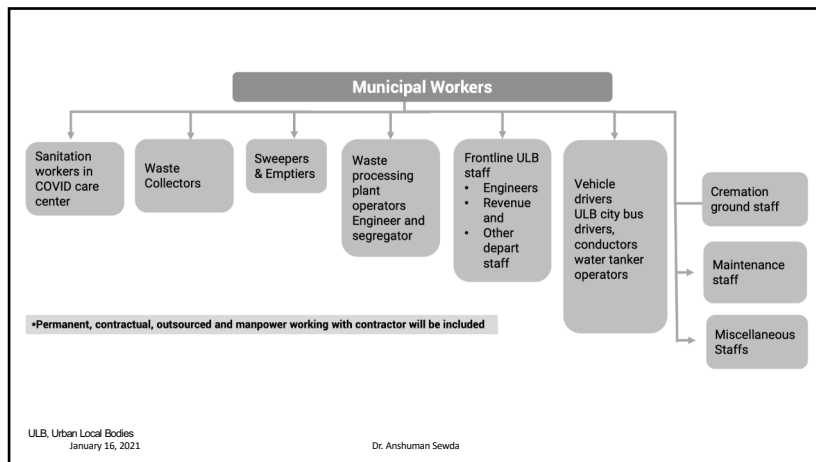 Municipal Workers
Sanitation
workers in
COVID care
center
Waste
Collectors
Sweepers
& Emptiers
Waste
processing
plant
operators
Engineer and
segregator
Frontline ULB
staff
• Engineers
• Revenue
and
• Other
depart
staff
Vehicle
drivers
ULB city bus
drivers,
conductors
water tanker
operators
Cremation
ground staff
Maintenance
staff
Miscellaneous
Staffs
•Permanent, contractual, outsourced and manpower working with contractor will be included
ULB, Urban Local Bodies
January 16, 2021
Dr. Anshuman Sewda